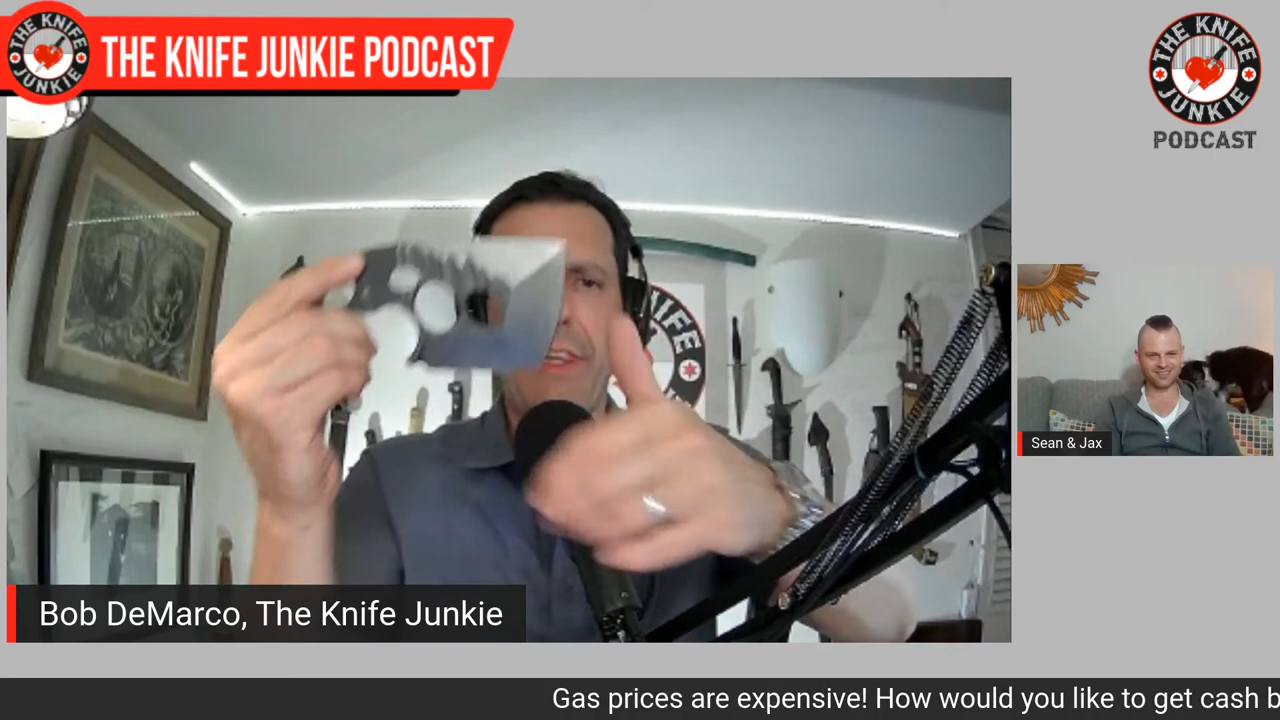 THE KNIFE JUNKIE
THE KNIFE JUNKIE PODCAST
THE KNIFE JUNKIE
PODCAST
KNIFE
Sean & Jax
Bob DeMarco, The Knife Junkie
Gas prices are expensive! How would you like to get cash b